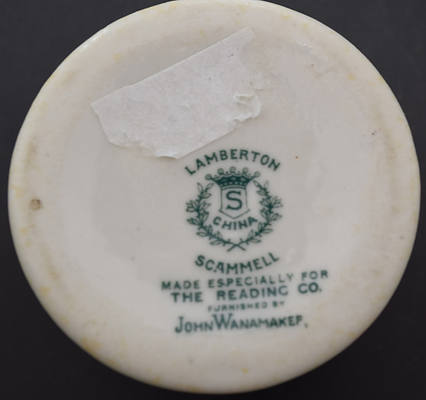 LAMBERTON
S
CHINA
SCAMMELL
MADE ESPECIALLY FOR
THE READING CO.
FURNISHED BY
JOHN WANAMAKER,